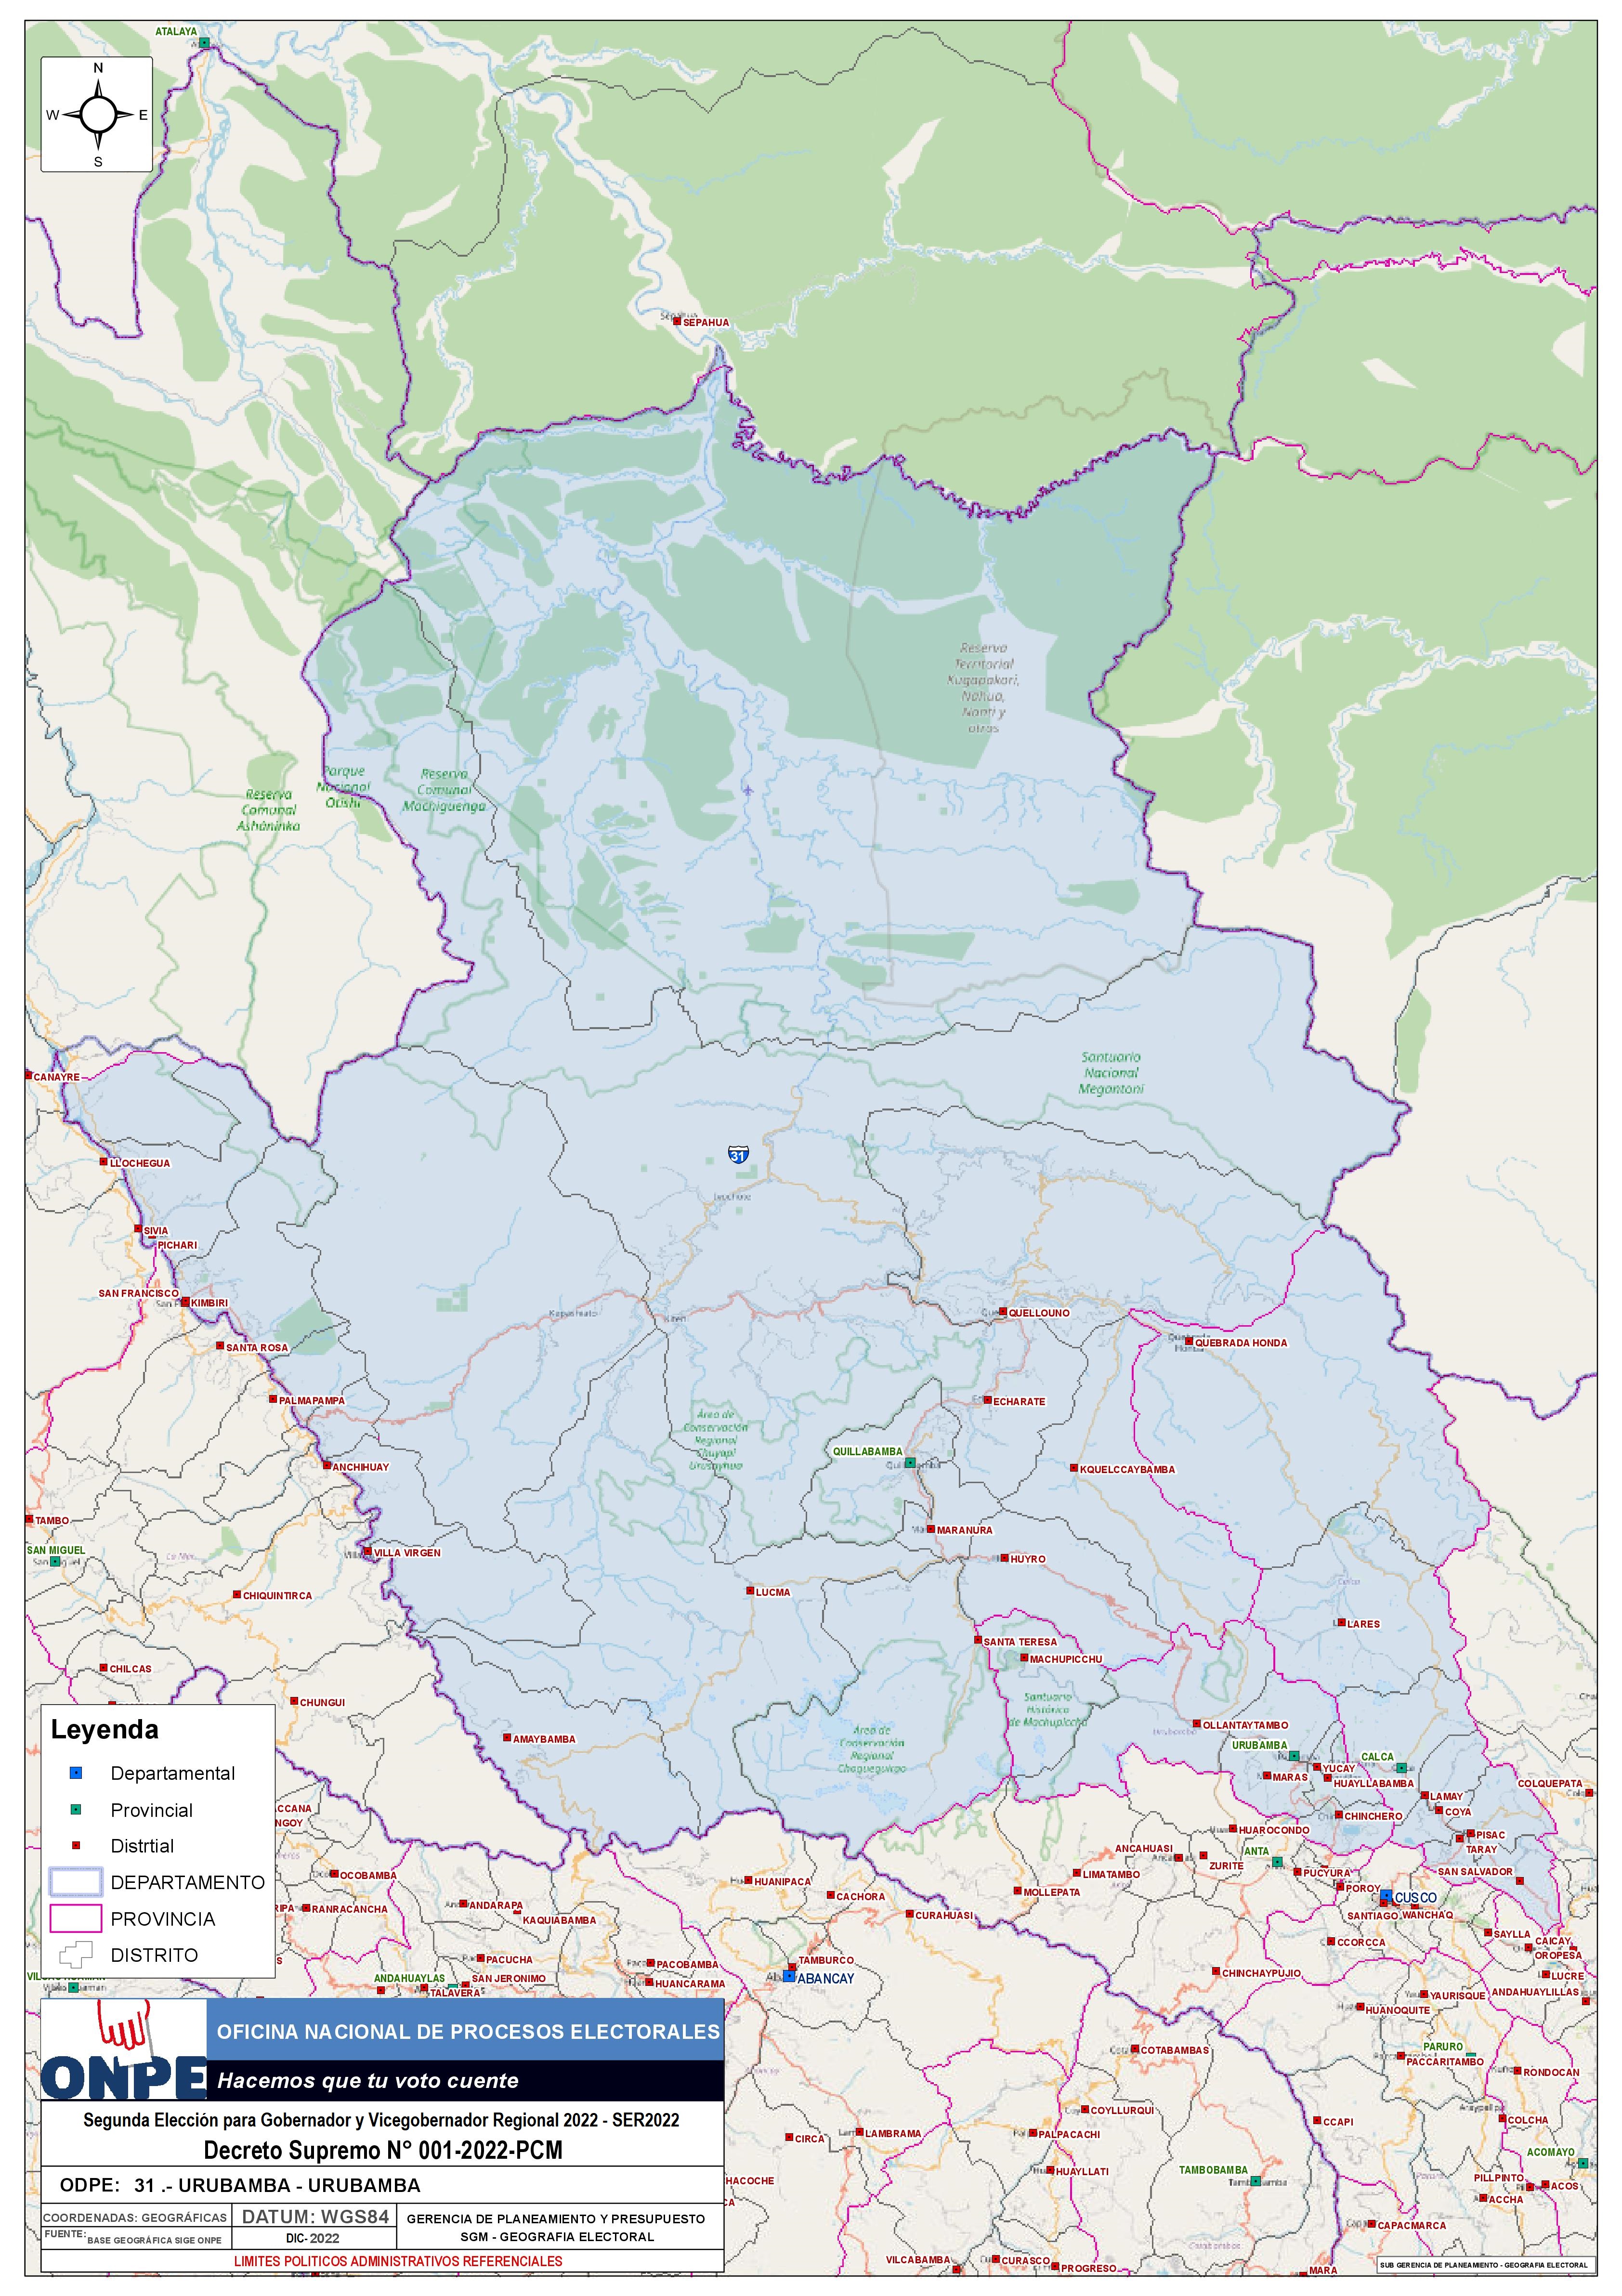 ATALAYA
N
W
E
S
SEPAHUA
Reserva
Territorial
Kugapakori,
Nahua,
Nanti y
otros
Parque
Nacional
Otishi
Reserva
Comunal
Machiguenga
Reserva
Comunal
Asháninka
Santuario
Nacional
Megantoni
CANAYRE
31
LLOCHEGUA
SIVIA
PICHARI
SAN FRANCISCO
KIMBIRI
QUELLOUNO
SANTA ROSA
QUEBRADA HONDA
PALMAPAMPA
ECHARATE
Área de
Conservación
Regional
Chuyapi
Urusayhua
QUILLABAMBA
ANCHIHUAY
KQUELCCAYBAMBA
TAMBO
MARANURA
SAN MIGUEL
VILLA VIRGEN
HUYRO
CHIQUINTIRCA
LUCMA
LARES
SANTA TERESA
MACHUPICCHU
CHILCAS
CHUNGUI
Santuario
Histórico
de Machupicchu
OLLANTAYTAMBO
AMAYBAMBA
Área de
Conservación
Regional
Choquequirao
URUBAMBA
CALCA
YUCAY
MARAS
HUAYLLABAMBA
COLQUEPATA
LAMAY
COYA
CHINCHERO
HUAROCONDO
PISAC
TARAY
ANCAHUASI
ANTA
ZURITE
LIMATAMBO
PUCYURA
SAN SALVADOR
MOLLEPATA
POROY
CUSCO
SANTIAGO
WANCHAQ
HUANIPACA
CACHORA
CURAHUASI
SAYLLA
CAICAY
OROPESA
CCORCCA
LUCRE
CHINCHAYPUJIO
ANDAHUAYLILLAS
YAURISQUE
HUANOQUITE
OCOBAMBA
RANRACANCHA
ANDARAPA
KAQUIABAMBA
PACUCHA
PACOBAMBA
TAMBURCO
ABANCAY
ANDAHUAYLAS
SAN JERONIMO
TALAVERA
HUANCARAMA
COTABAMBAS
PARURO
PACCARITAMBO
RONDOCAN
COYLLURQUI
CCAPI
COLCHA
CIRCA
LAMBRAMA
PALPACACHI
ACOMAYO
HUAYLLATI
TAMBOBAMBA
PILLPINTO
ACOS
ACCHA
CAPACMARCA
VILCABAMBA
CURASCO
PROGRESO
MARA
Leyenda
Departamental
Provincial
Distrtial
DEPARTAMENTO
PROVINCIA
DISTRITO
ONPE
OFICINA NACIONAL DE PROCESOS ELECTORALES
Hacemos que tu voto cuente
Segunda Elección para Gobernador y Vicegobernador Regional 2022 - SER2022
Decreto Supremo N° 001-2022-PCM
ODPE: 31 .- URUBAMBA - URUBAMBA
COORDENADAS: GEOGRÁFICAS
DATUM: WGS84
FUENTE: BASE GEOGRÁFICA SIGE ONPE
DIC- 2022
GERENCIA DE PLANEAMIENTO Y PRESUPUESTO
SGM - GEOGRAFIA ELECTORAL
LIMITES POLITICOS ADMINISTRATIVOS REFERENCIALES
SUB GERENCIA DE PLANEAMIENTO - GEOGRAFIA ELECTORAL